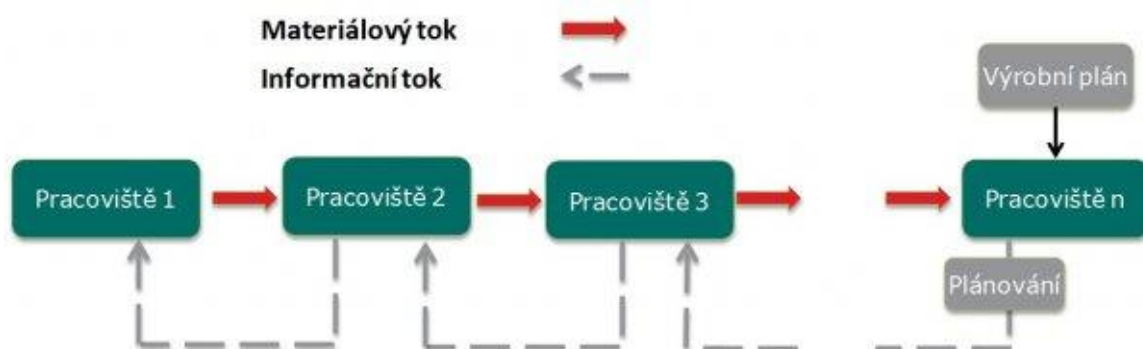 Materiálový tok
Informační tok
Výrobní plán
Pracoviště 1
Pracoviště 2
Pracoviště 3
Pracoviště n
Plánování